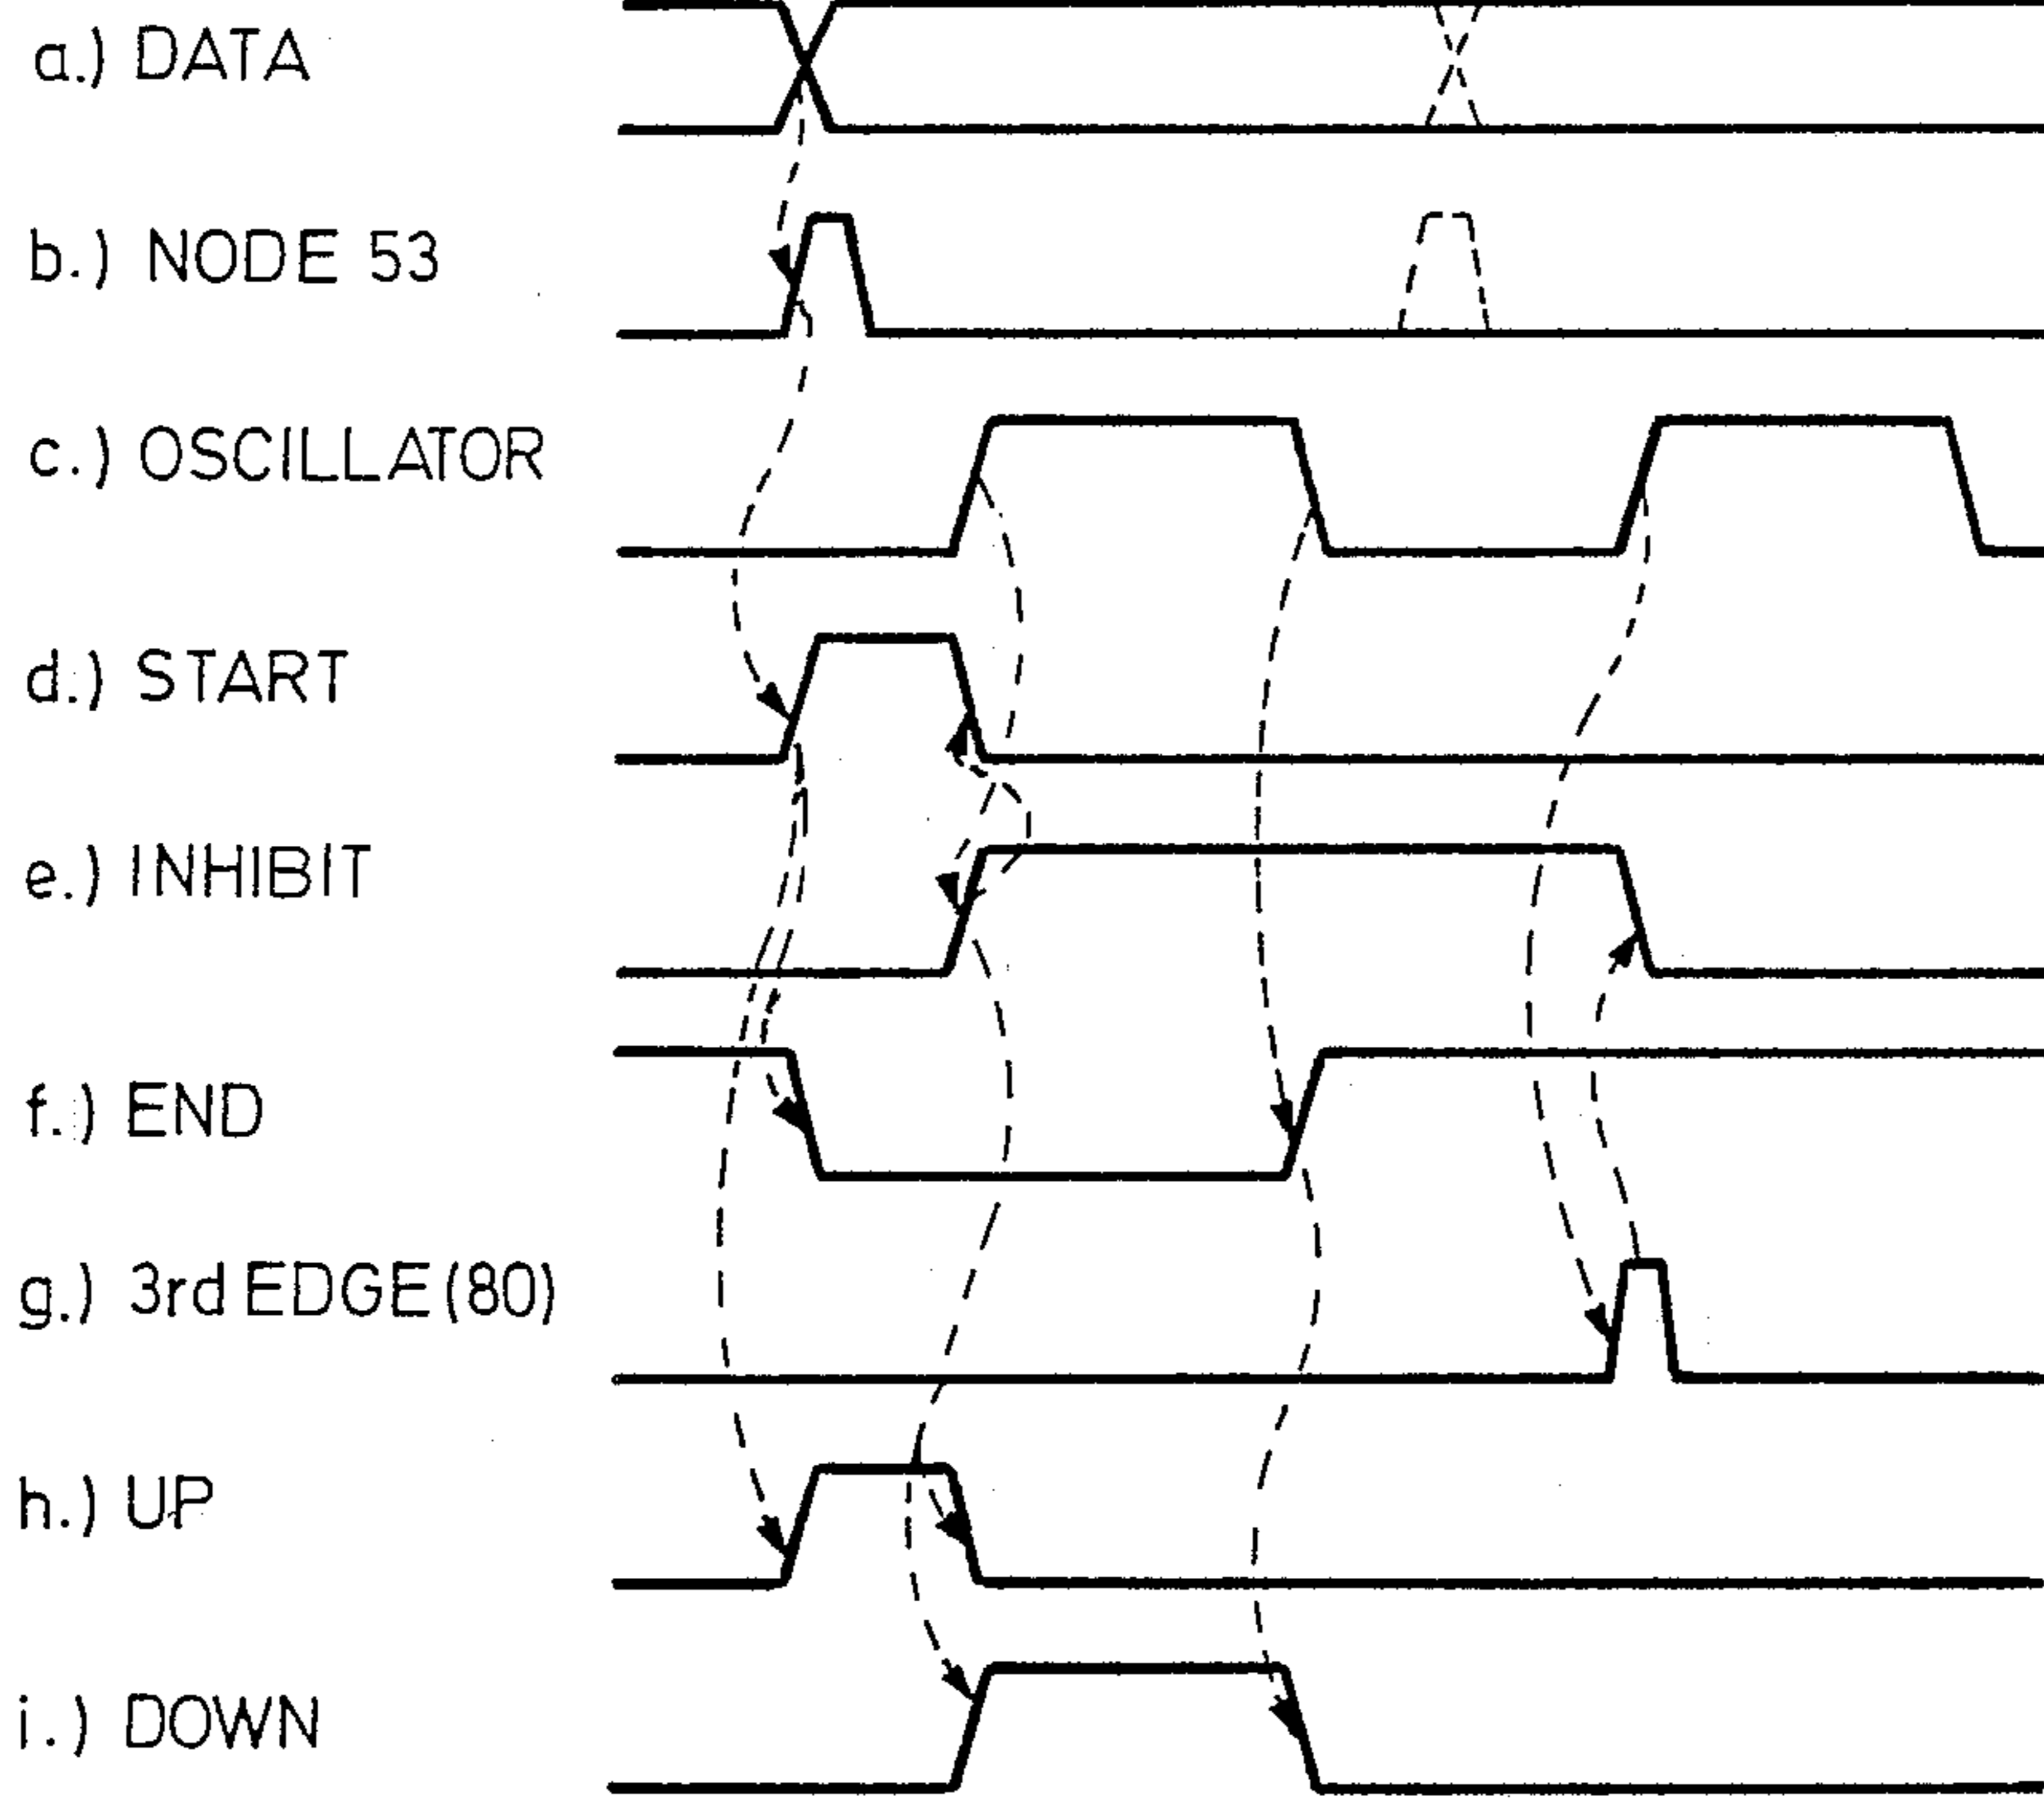 a.) DATA
b.) NODE 53
c.) OSCILLATOR
d.) START
e.) INHIBIT
f.) END
g.) 3rd EDGE (80)
h.) UP
i.) DOWN